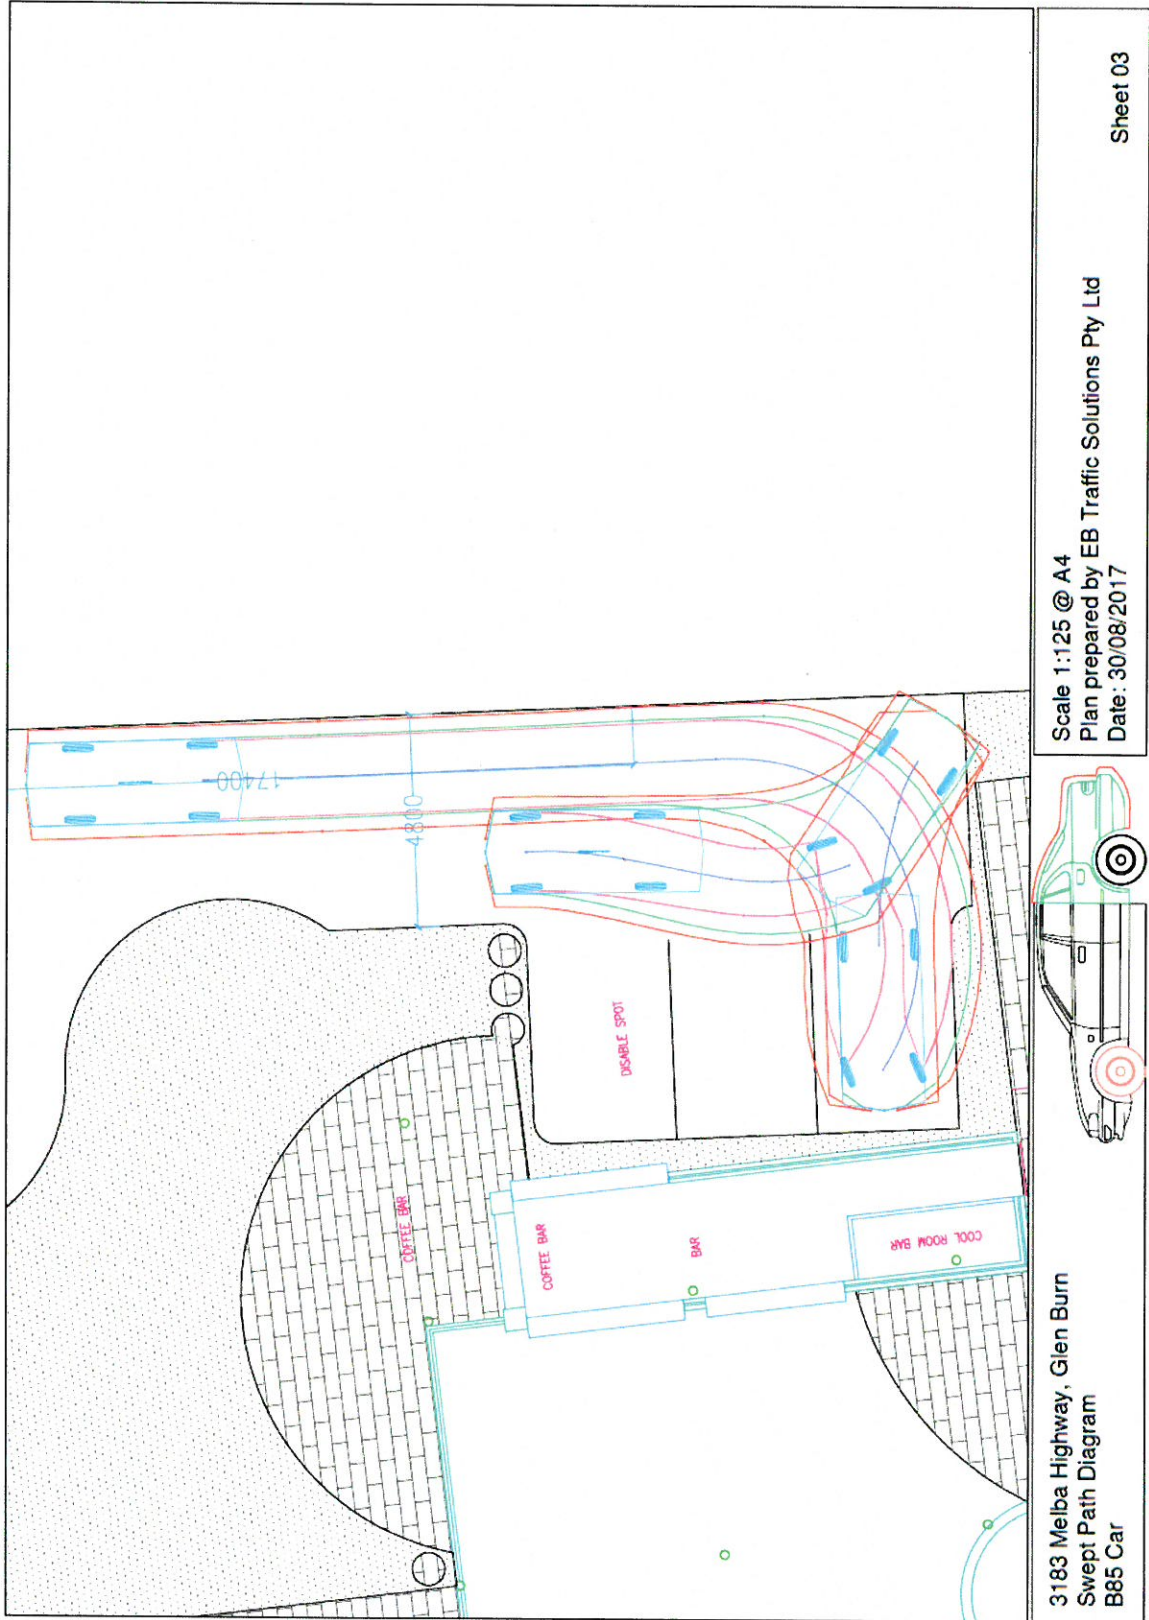 17400
4800
DISABLE SPOT
COFFEE BAR
COFFEE BAR
BAR
COOL ROOM BAR
3183 Melba Highway, Glen Burn
Swept Path Diagram
B85 Car
Scale 1:125 @ A4
Plan prepared by EB Traffic Solutions Pty Ltd
Date: 30/08/2017
Sheet 03